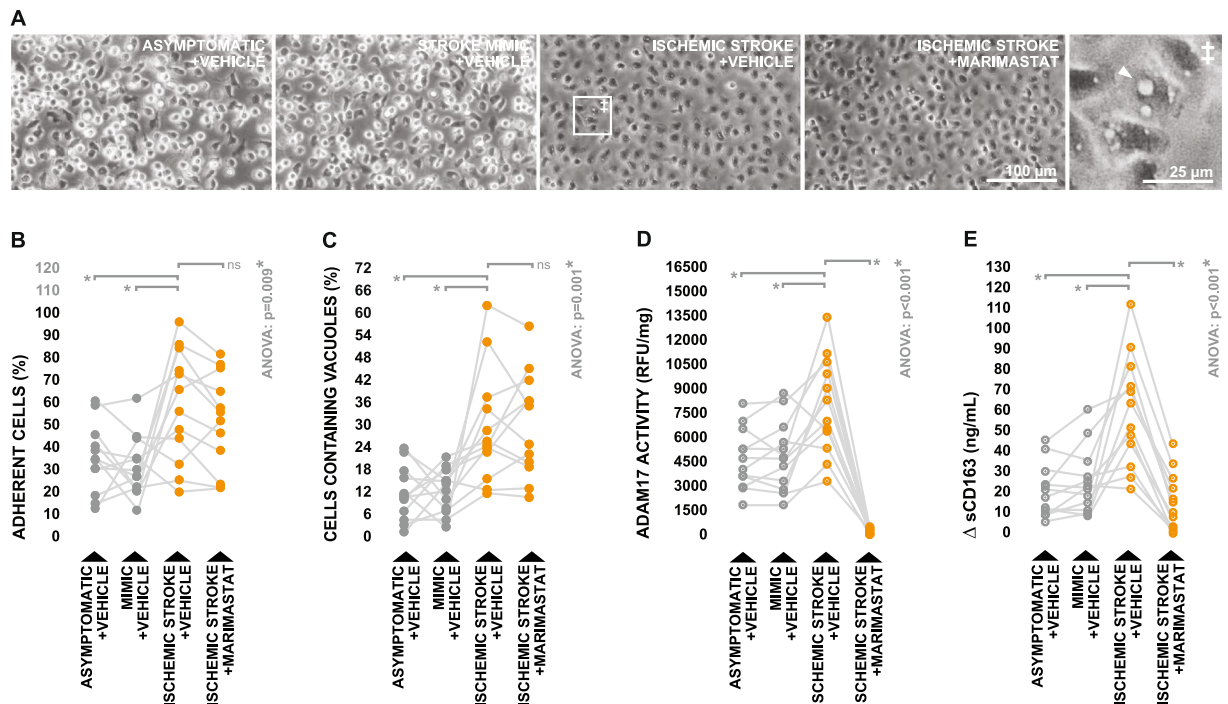 A
ASYMPTOMATIC
+VEHICLE
STROKE MIMIC
+VEHICLE
ISCHEMIC STROKE
+VEHICLE
‡
ISCHEMIC STROKE
+MARIMASTAT
100 µm
‡
25 µm
B
ADHERENT CELLS (%)
120
110
100
90
80
70
60
50
40
30
20
10
0
*
*
ns
*
ANOVA: p=0.009
ASYMPTOMATIC
+VEHICLE
MIMIC
+VEHICLE
ISCHEMIC STROKE
+VEHICLE
ISCHEMIC STROKE
+MARIMASTAT
C
CELLS CONTAINING VACUOLES (%)
72
66
60
54
48
42
36
30
24
18
12
6
0
*
*
ns
*
ANOVA: p=0.001
ASYMPTOMATIC
+VEHICLE
MIMIC
+VEHICLE
ISCHEMIC STROKE
+VEHICLE
ISCHEMIC STROKE
+MARIMASTAT
D
ADAM17 ACTIVITY (RFU/mg)
16500
15000
13500
12000
10500
9000
7500
6000
4500
3000
1500
0
*
*
*
*
ANOVA: p<0.001
ASYMPTOMATIC
+VEHICLE
MIMIC
+VEHICLE
SCHEMIC STROKE
+VEHICLE
SCHEMIC STROKE
+MARIMASTAT
E
Δ sCD163 (ng/mL)
130
120
110
100
90
80
70
60
50
40
30
20
10
0
*
*
*
*
ANOVA: p<0.001
ASYMPTOMATIC
+VEHICLE
MIMIC
+VEHICLE
ISCHEMIC STROKE
+VEHICLE
ISCHEMIC STROKE
+MARIMASTAT